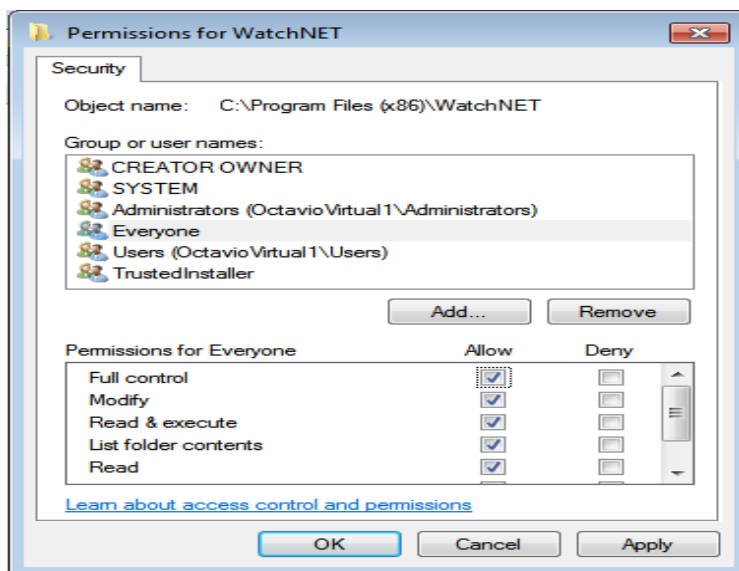 Permissions for WatchNET
Security
Object name: C:\Program Files (x86)\WatchNET
Group or user names:
CREATOR OWNER
SYSTEM
Administrators (OctavioVirtual1\Administrators)
Everyone
Users (OctavioVirtual1\Users)
TrustedInstaller
Add... Remove
Permissions for Everyone Allow Deny
Full control
Modify
Read & execute
List folder contents
Read
Learn about access control and permissions
OK Cancel Apply